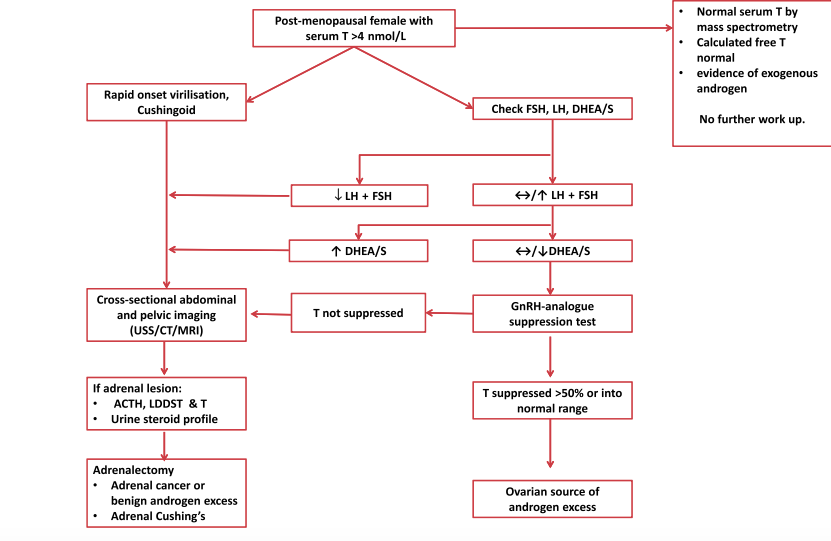 Post-menopausal female with
serum T >4 nmol/L
• Normal serum T by
mass spectrometry
• Calculated free T
normal
• evidence of exogenous
androgen
No further work up.
Rapid onset virilisation,
Cushingoid
Check FSH, LH, DHEA/S
↓ LH + FSH
↔/↑ LH + FSH
↑ DHEA/S
↔/↓DHEA/S
Cross-sectional abdominal
and pelvic imaging
(USS/CT/MRI)
T not suppressed
GnRH-analogue
suppression test
If adrenal lesion:
• ACTH, LDDST & T
• Urine steroid profile
T suppressed >50% or into
normal range
Adrenalectomy
• Adrenal cancer or
benign androgen excess
• Adrenal Cushing's
Ovarian source of
androgen excess